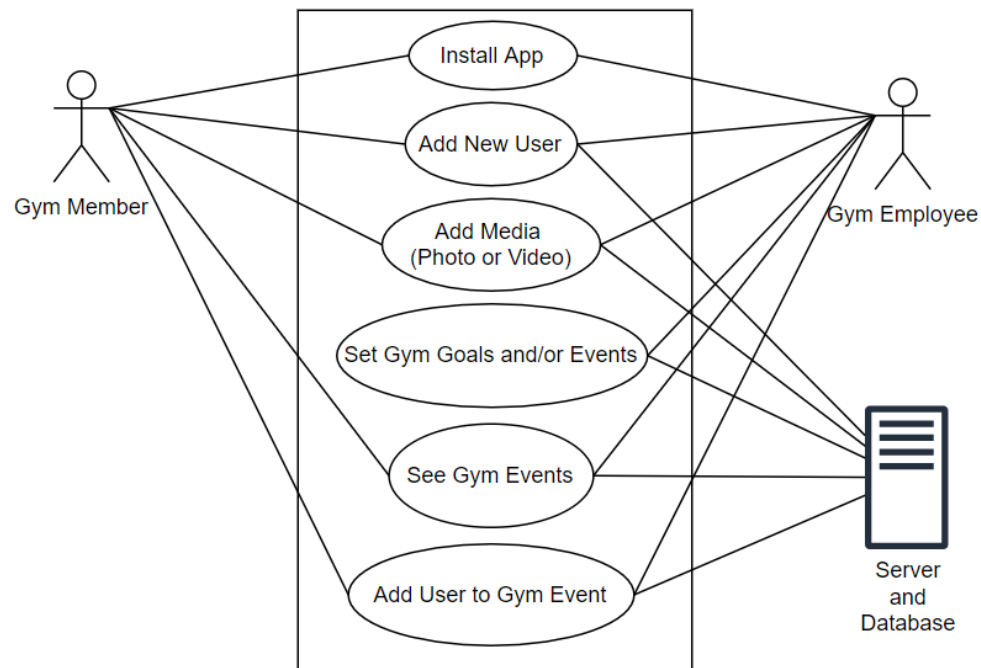 Install App
Add New User
Gym Member
Gym Employee
Add Media
(Photo or Video)
Set Gym Goals and/or Events
See Gym Events
Add User to Gym Event
Server
and
Database